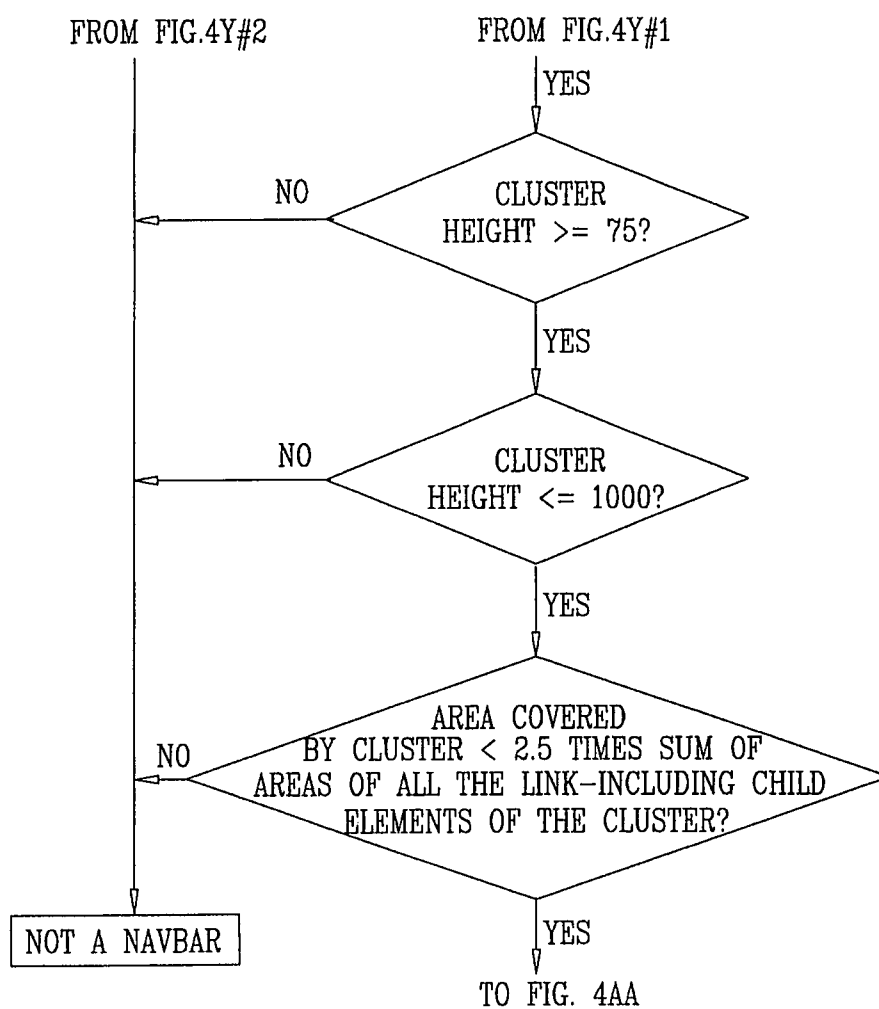 FROM FIG.4Y#2
FROM FIG.4Y#1
YES
NO
CLUSTER
HEIGHT >= 75?
YES
NO
CLUSTER
HEIGHT <= 1000?
YES
NO
AREA COVERED
BY CLUSTER < 2.5 TIMES SUM OF
AREAS OF ALL THE LINK-INCLUDING CHILD
ELEMENTS OF THE CLUSTER?
NOT A NAVBAR
YES
TO FIG. 4AA